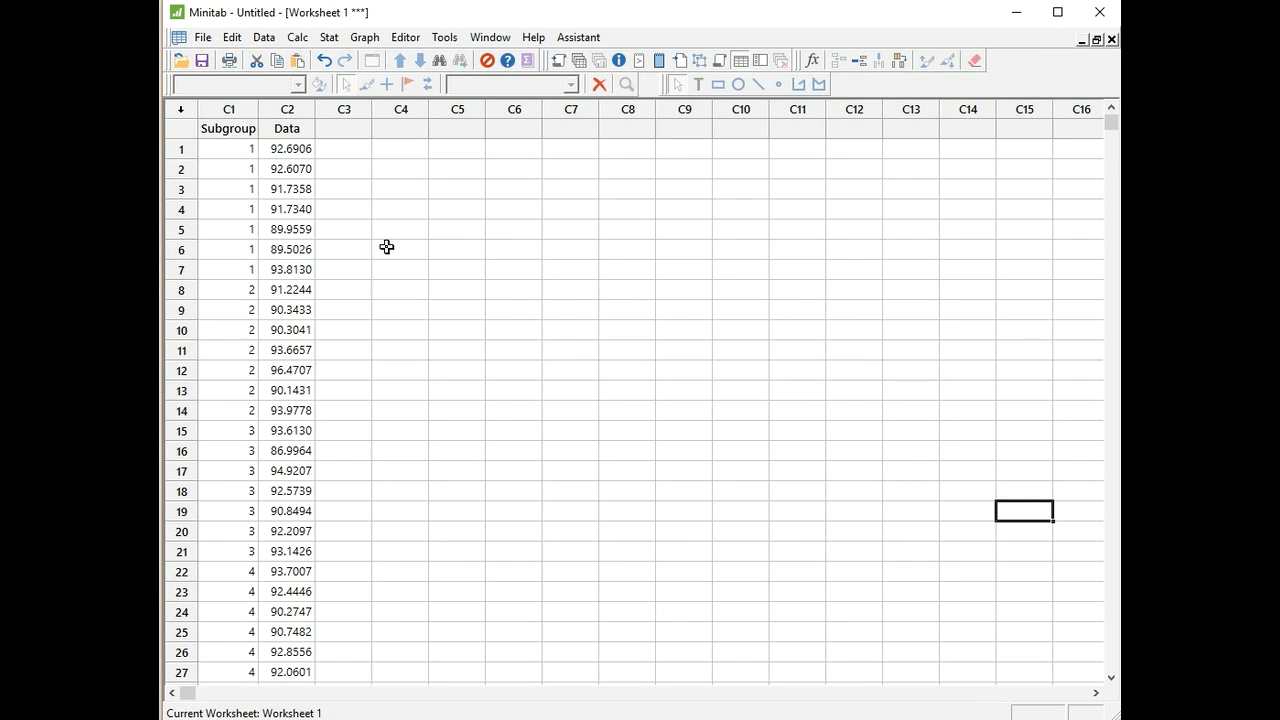 Minitab - Untitled - [Worksheet 1 ***]
File Edit Data Calc Stat Graph Editor Tools Window Help Assistant
C1 C2 C3 C4 C5 C6 C7 C8 C9 C10 C11 C12 C13 C14 C15 C16
Subgroup Data
1 1 92.6906
2 1 92.6070
3 1 91.7358
4 1 91.7340
5 1 89.9559
6 1 89.5026
7 1 93.8130
8 2 91.2244
9 2 90.3433
10 2 90.3041
11 2 93.6657
12 2 96.4707
13 2 90.1431
14 2 93.9778
15 3 93.6130
16 3 86.9964
17 3 94.9207
18 3 92.5739
19 3 90.8494
20 3 92.2097
21 3 93.1426
22 4 93.7007
23 4 92.4446
24 4 90.2747
25 4 90.7482
26 4 92.8556
27 4 92.0601
Current Worksheet: Worksheet 1